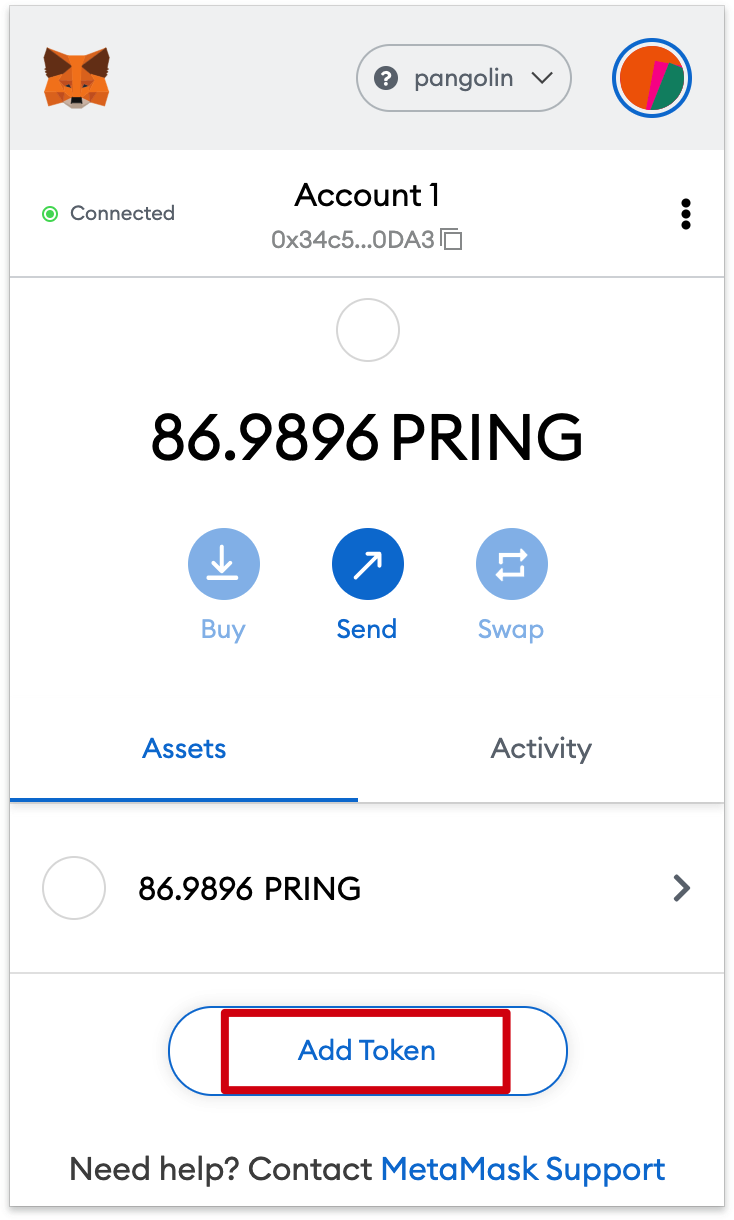 pangolin
Connected
Account 1
0x34c5...0DA3
86.9896 PRING
Buy
Send
Swap
Assets
Activity
86.9896 PRING
Add Token
Need help? Contact MetaMask Support